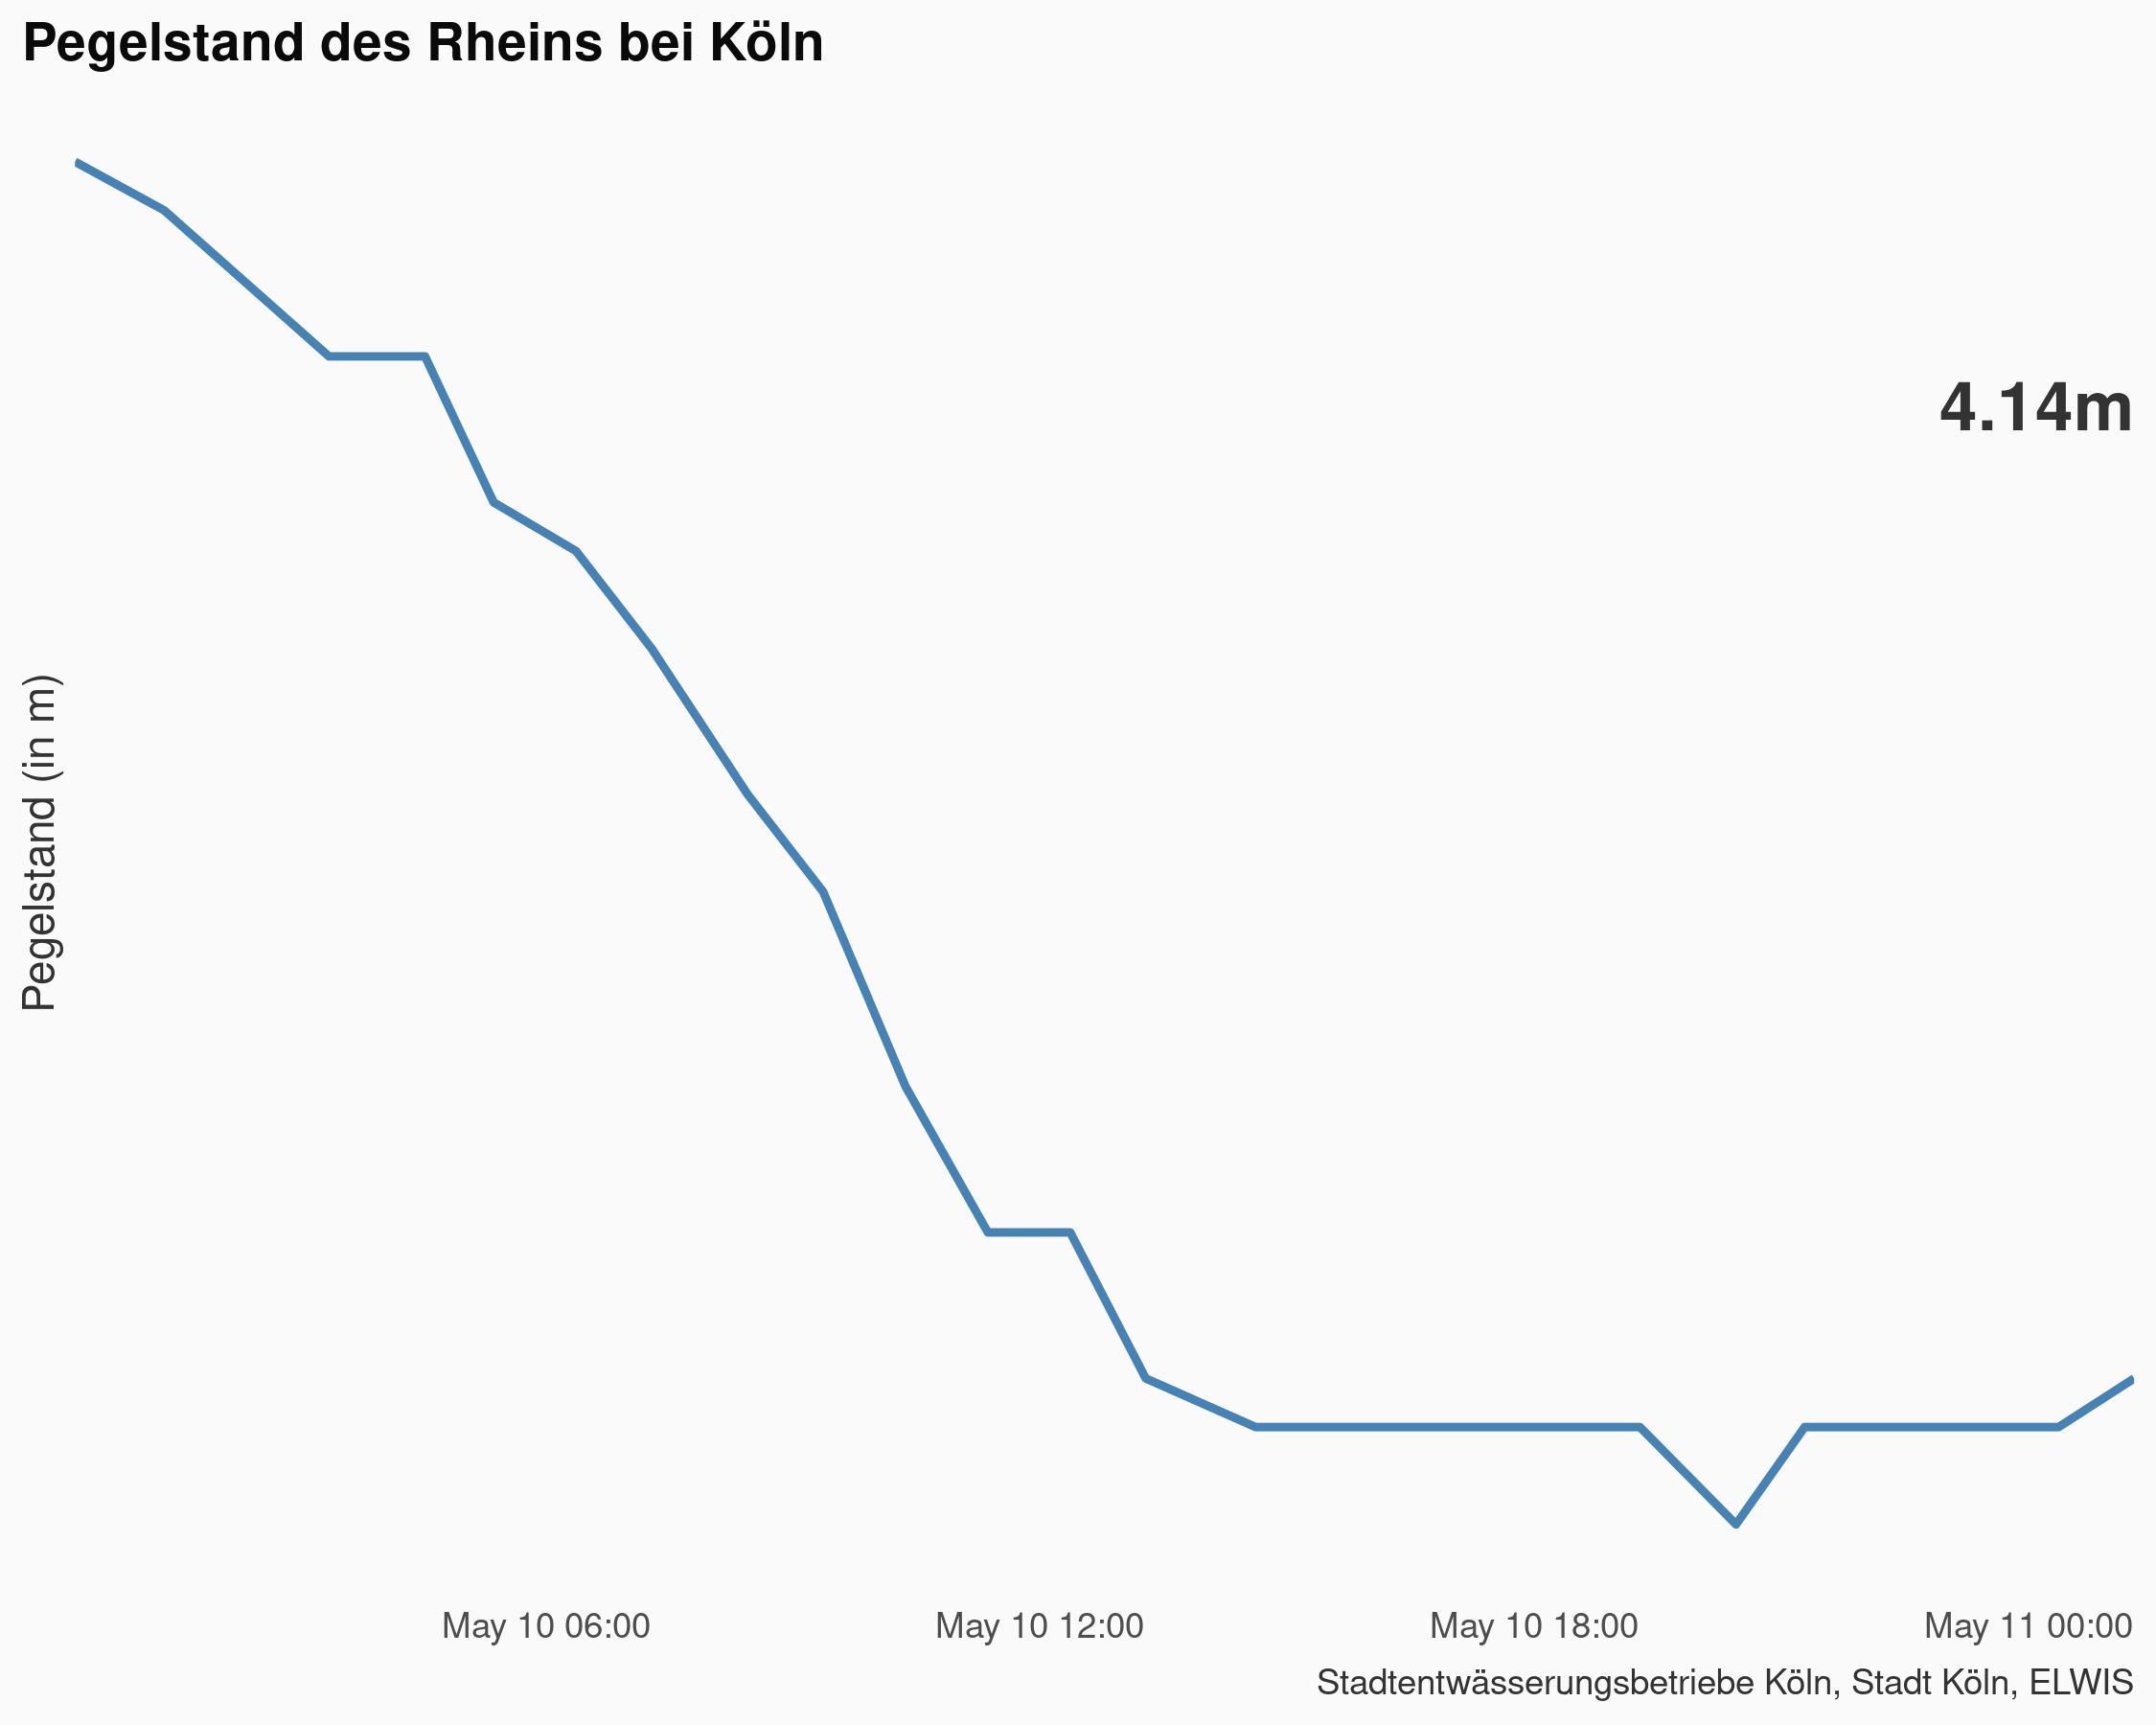 Pegelstand des Rheins bei Köln
4.14m
Pegelstand (in m)
May 10 06:00
May 10 12:00
May 10 18:00
May 11 00:00
Stadtentwässerungsbetriebe Köln, Stadt Köln, ELWIS